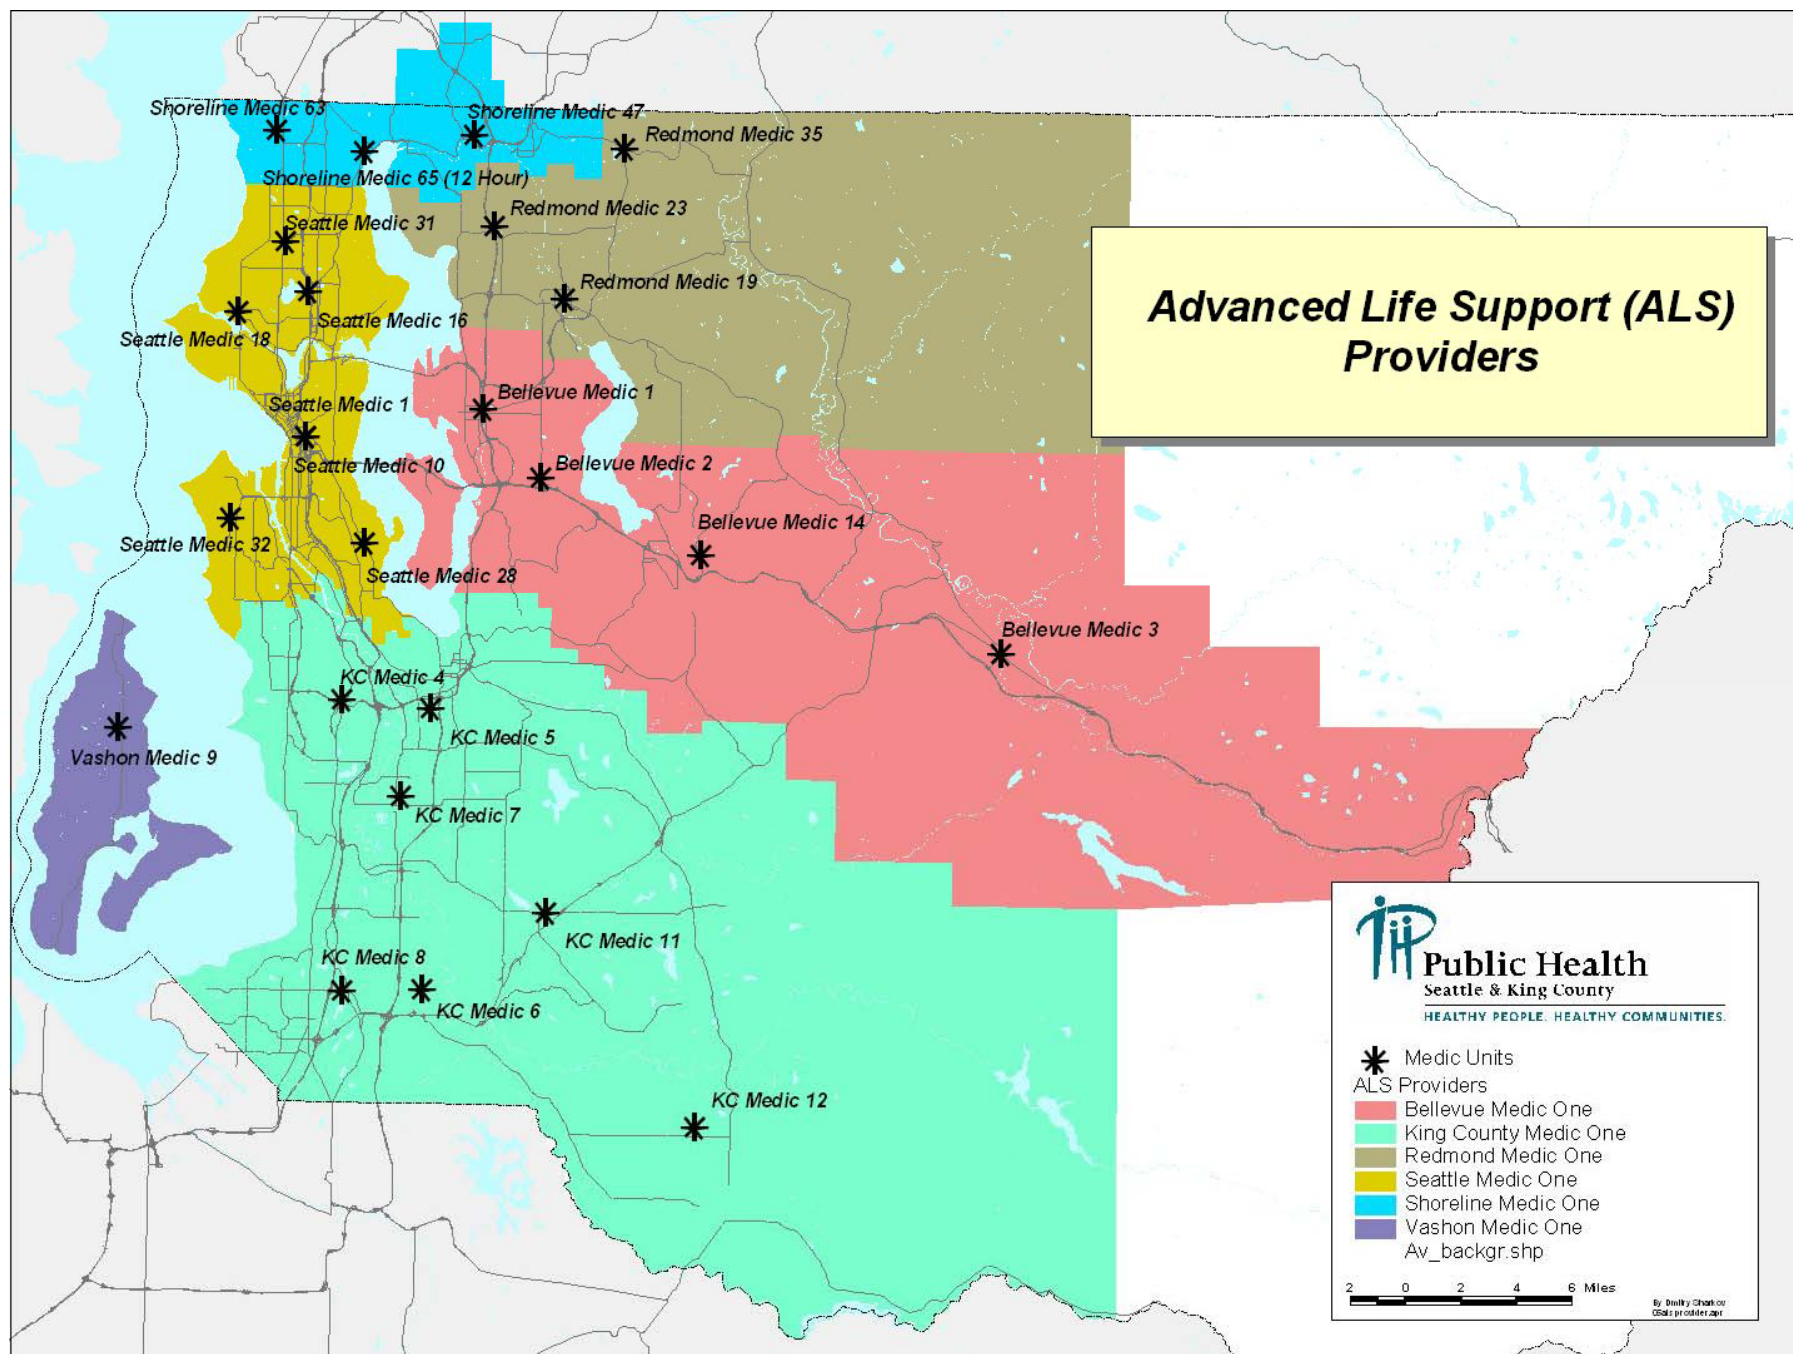 Shoreline Medic 63
Shoreline Medic 47
Redmond Medic 35
Shoreline Medic 65 (12 Hour)
Redmond Medic 23
Seattle Medic 31
Redmond Medic 19
Advanced Life Support (ALS)
Providers
Seattle Medic 16
Seattle Medic 18
Bellevue Medic 1
Seattle Medic 1
Seattle Medic 10
Bellevue Medic 2
Bellevue Medic 14
Seattle Medic 32
Seattle Medic 28
Bellevue Medic 3
KC Medic 4
KC Medic 5
Vashon Medic 9
KC Medic 7
KC Medic 11
KC Medic 8
KC Medic 6
KC Medic 12
Public Health
Seattle & King County
HEALTHY PEOPLE. HEALTHY COMMUNITIES.
Medic Units
ALS Providers
Bellevue Medic One
King County Medic One
Redmond Medic One
Seattle Medic One
Shoreline Medic One
Vashon Medic One
Av_backgr.shp
2 0 2 4 6 Miles
By Dmitry Sharkov